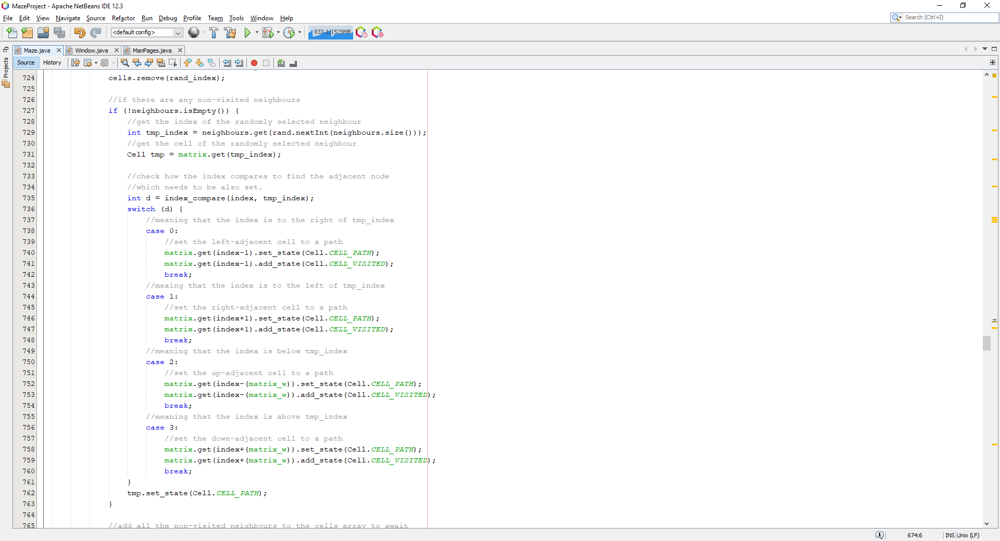 MazeProject - Apache NetBeans IDE 12.3
File Edit View Navigate Source Refactor Run Debug Profile Team Tools Window Help
Search (Ctrl+I)
<default config>
833.1/1529MB
Maze.java Window.java ManPages.java
Projects
Source History
724 cells.remove(rand_index);
725
726 //if there are any non-visited neighbours
727 if (!neighbours.isEmpty()) {
728 //get the index of the randomly selected neighbour
729 int tmp_index = neighbours.get(rand.nextInt(neighbours.size()));
730 //get the cell of the randomly selected neighbour
731 Cell tmp = matrix.get(tmp_index);
732
733 //check how the index compares to find the adjacent node
734 //which needs to be also set.
735 int d = index_compare(index, tmp_index);
736 switch (d) {
737 //meaning that the index is to the right of tmp_index
738 case 0:
739 //set the left-adjacent cell to a path
740 matrix.get(index-1).set_state(Cell.CELL_PATH);
741 matrix.get(index-1).add_state(Cell.CELL_VISITED);
742 break;
743 //meaing that the index is to the left of tmp_index
744 case 1:
745 //set the right-adjacent cell to a path
746 matrix.get(index+1).set_state(Cell.CELL_PATH);
747 matrix.get(index+1).add_state(Cell.CELL_VISITED);
748 break;
749 //meaning that the index is below tmp_index
750 case 2:
751 //set the up-adjacent cell to a path
752 matrix.get(index-(matrix_w)).set_state(Cell.CELL_PATH);
753 matrix.get(index-(matrix_w)).add_state(Cell.CELL_VISITED);
754 break;
755 //meaning that the index is above tmp_index
756 case 3:
757 //set the down-adjacent cell to a path
758 matrix.get(index+(matrix_w)).set_state(Cell.CELL_PATH);
759 matrix.get(index+(matrix_w)).add_state(Cell.CELL_VISITED);
760 break;
761 }
762 tmp.set_state(Cell.CELL_PATH);
763 }
764
765 //add all the non-visited neighbours to the cells array to await
1 674:6 INS Unix (LF)